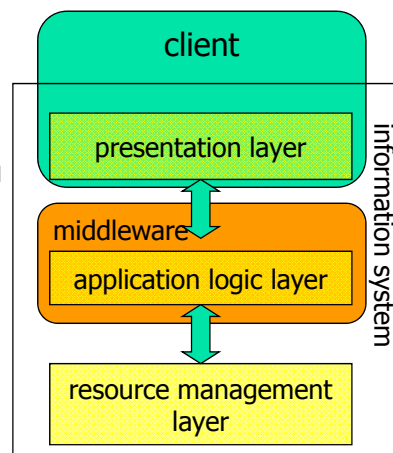 client
presentation layer
information system
middleware
application logic layer
resource management
layer